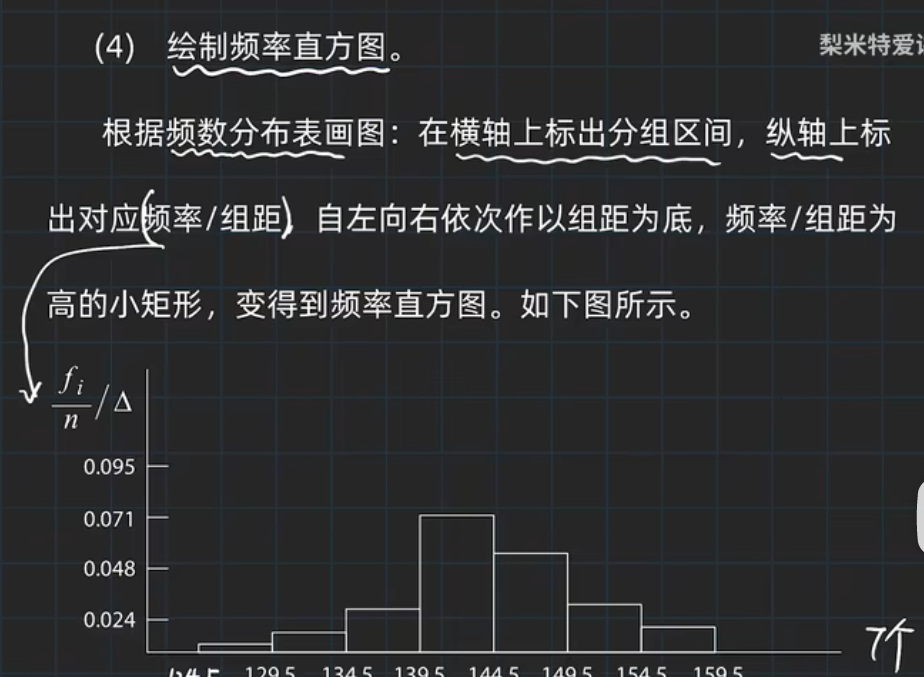 (4) 绘制频率直方图。
梨米特爱
根据频数分布表画图：在横轴上标出分组区间，纵轴上标
出对应(频率/组距)，自左向右依次作以组距为底，频率/组距为
高的小矩形，变得到频率直方图。如下图所示。
f_i/n/Δ
0.095
0.071
0.048
0.024
7个
124.5 129.5 134.5 139.5 144.5 149.5 154.5 159.5